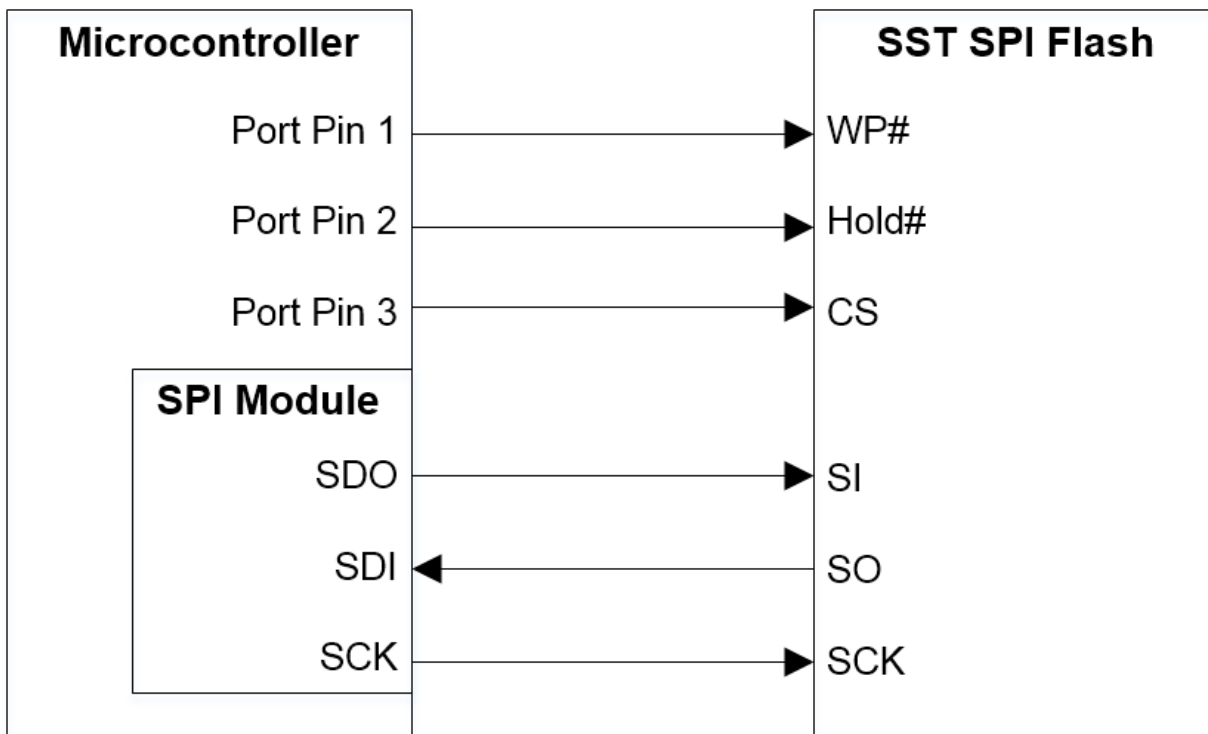 Microcontroller
SST SPI Flash
Port Pin 1
WP#
Port Pin 2
Hold#
Port Pin 3
CS
SPI Module
SDO
SI
SDI
SO
SCK
SCK